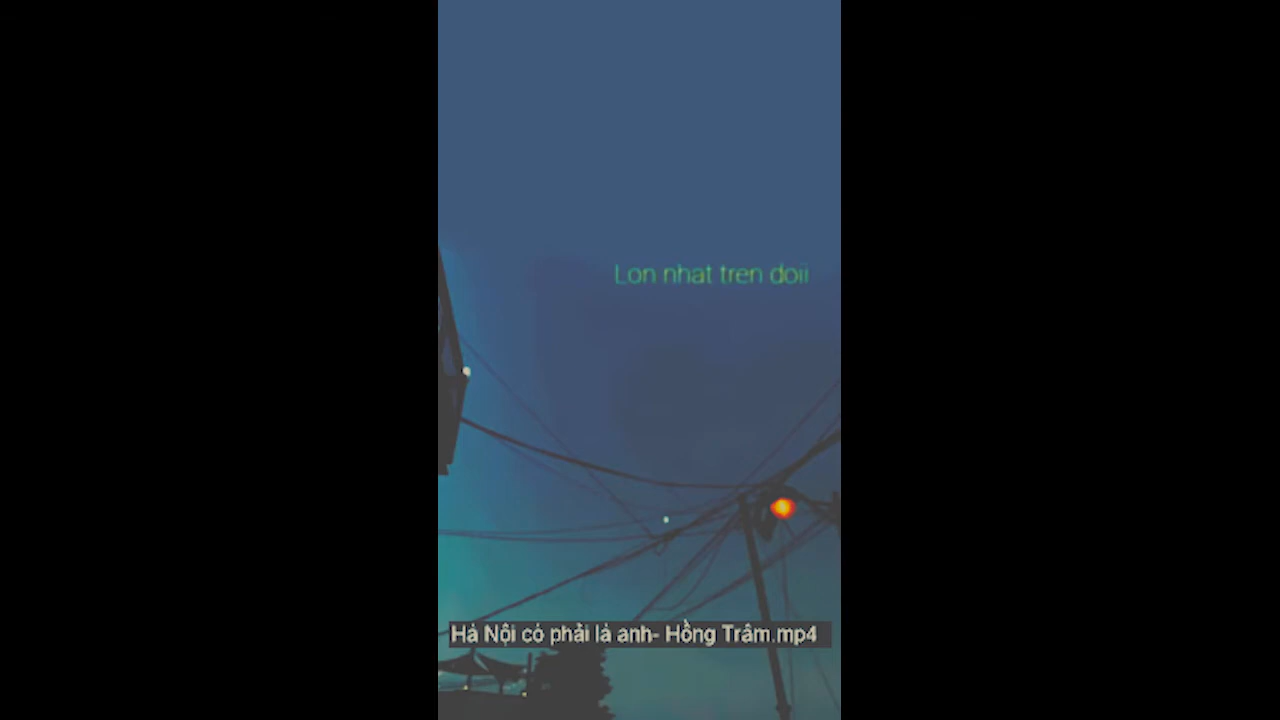 Lon nhat tren doii
Hà Nội có phải là anh- Hồng Trâm.mp4